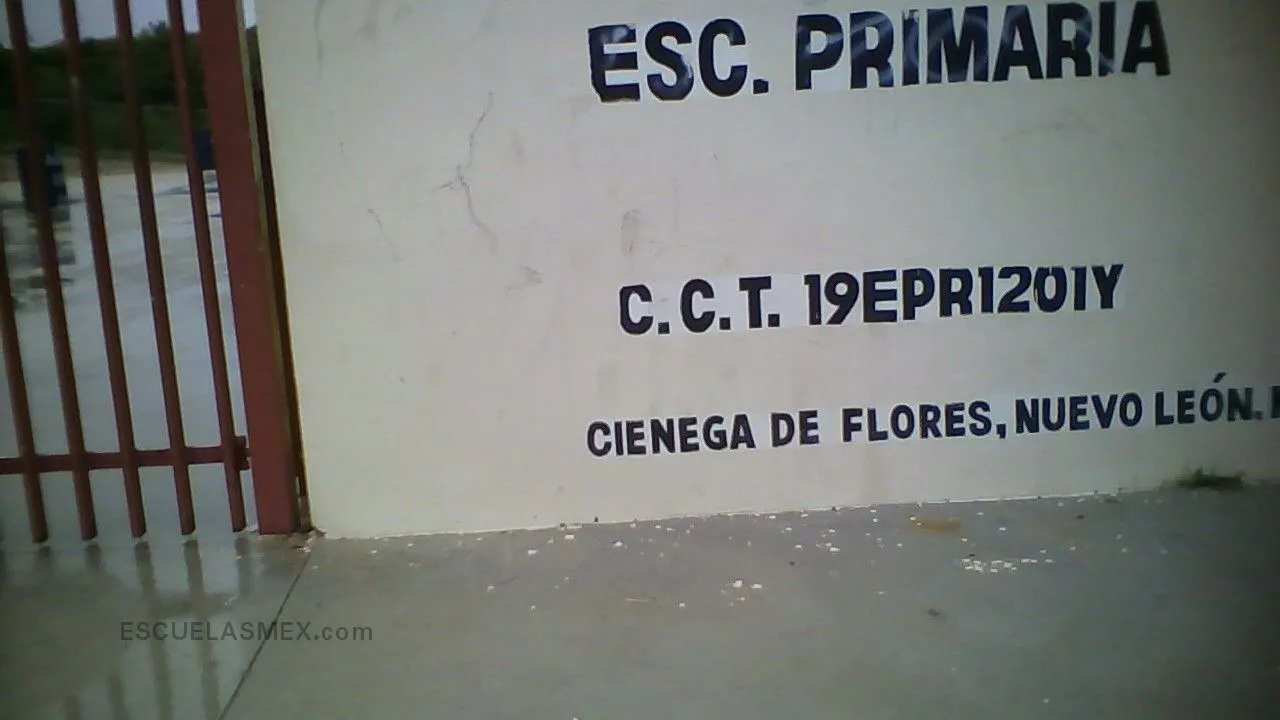 ESC. PRIMARIA
C.C.T. 19EPR1201Y
CIENEGA DE FLORES, NUEVO LEÓN.
ESCUELASMEX.com